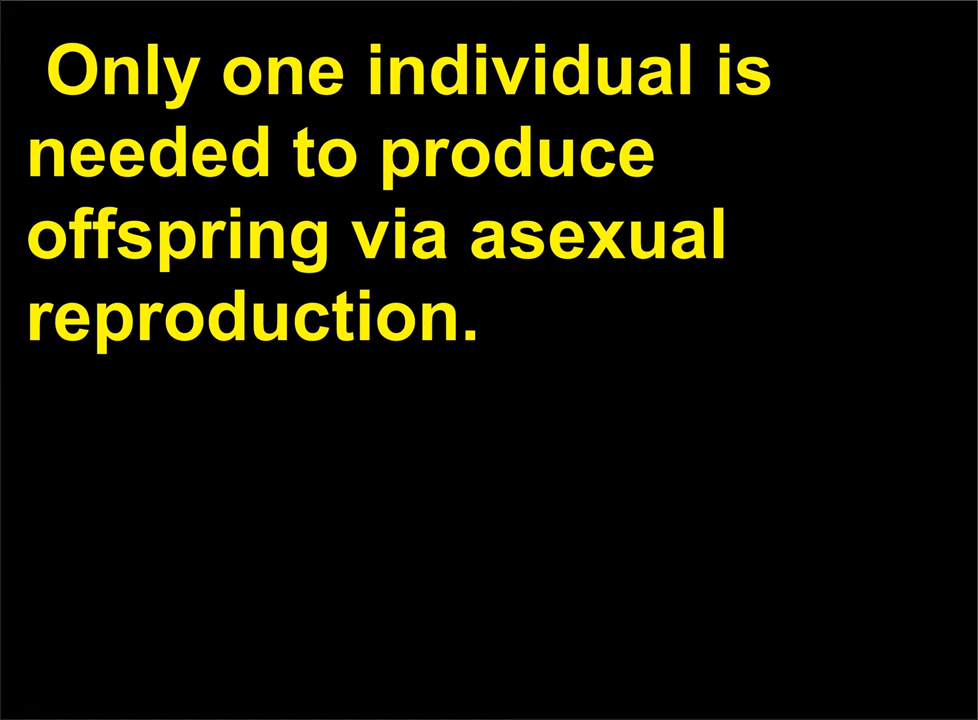 Only one individual is
needed to produce
offspring via asexual
reproduction.